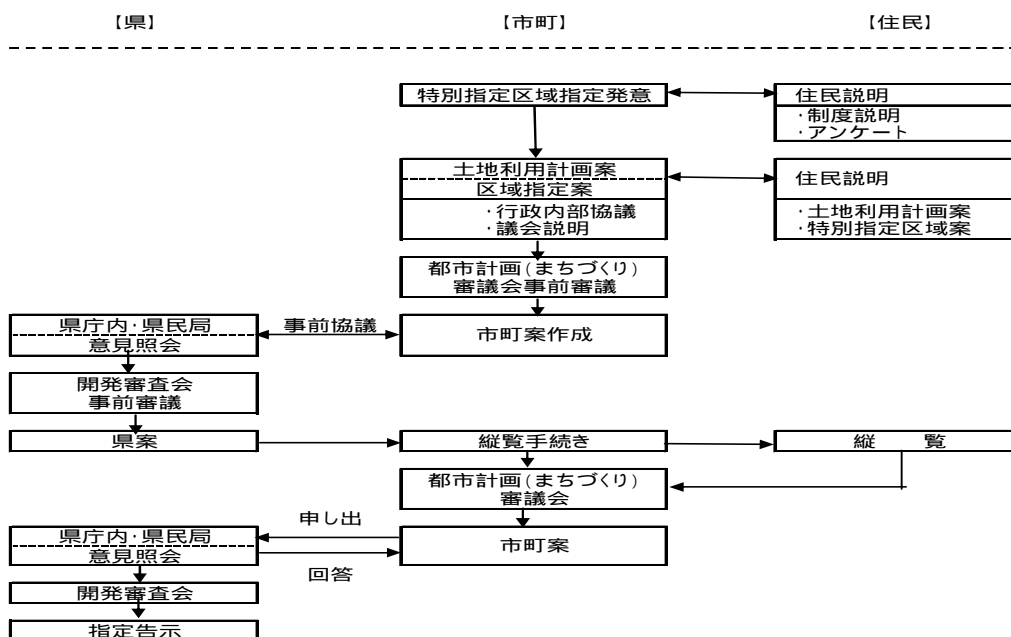 【県】
【市町】
【住民】
特別指定区域指定発意
住民説明
・制度説明
・アンケート
土地利用計画案
区域指定案
・行政内部協議
・議会説明
住民説明
・土地利用計画案
・特別指定区域案
都市計画(まちづくり)
審議会事前審議
県庁内・県民局
意見照会
事前協議
市町案作成
開発審査会
事前審議
県案
縦覧手続き
縦 覧
都市計画(まちづくり)
審議会
申し出
県庁内・県民局
意見照会
市町案
回答
開発審査会
指定告示